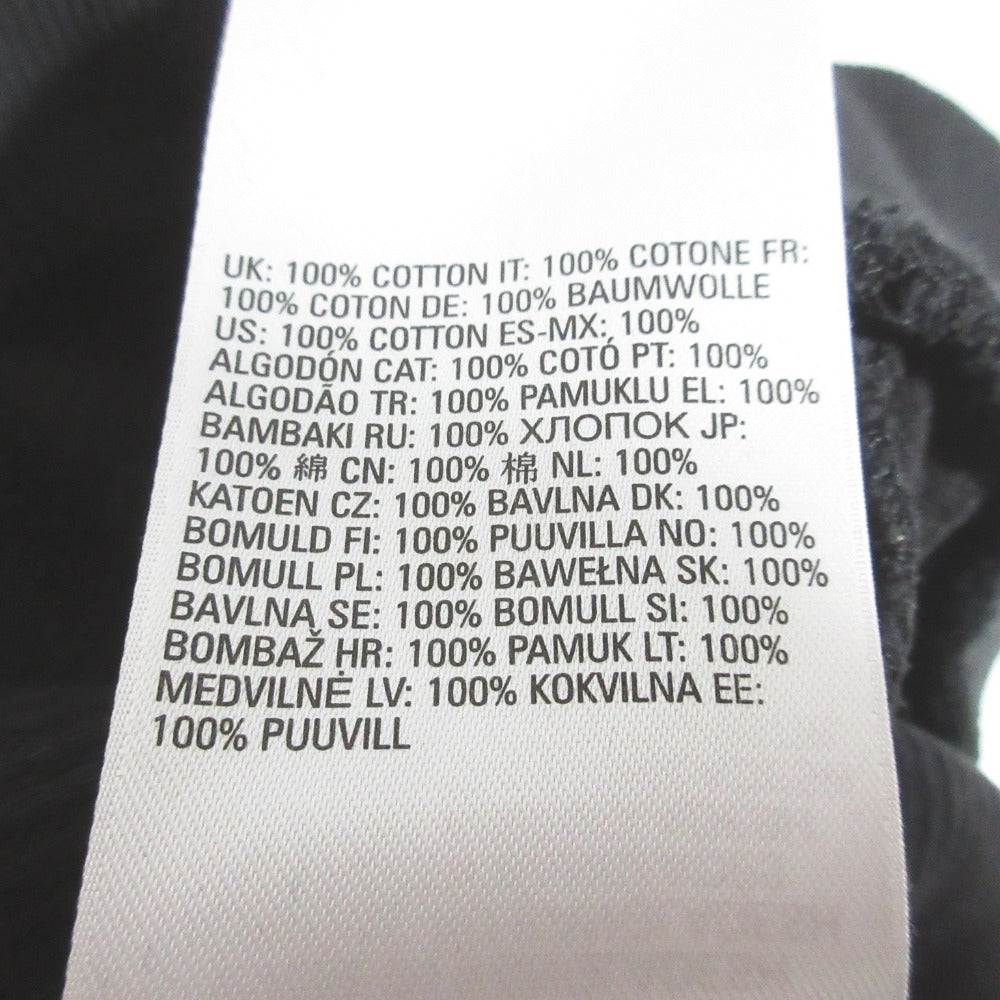 UK: 100% COTTON IT: 100% COTONE FR:
100% COTON DE: 100% BAUMWOLLE
US: 100% COTTON ES-MX: 100%
ALGODÓN CAT: 100% COTÓ PT: 100%
ALGODÃO TR: 100% PAMUKLU EL: 100%
BAMBAKI RU: 100% ХЛОПОК JP:
100% 綿 CN: 100% 棉 NL: 100%
KATOEN CZ: 100% BAVLNA DK: 100%
BOMULD FI: 100% PUUVILLA NO: 100%
BOMULL PL: 100% BAWEŁNA SK: 100%
BAVLNA SE: 100% BOMULL SI: 100%
BOMBAŽ HR: 100% PAMUK LT: 100%
MEDVILNĖ LV: 100% KOKVILNA EE:
100% PUUVILL